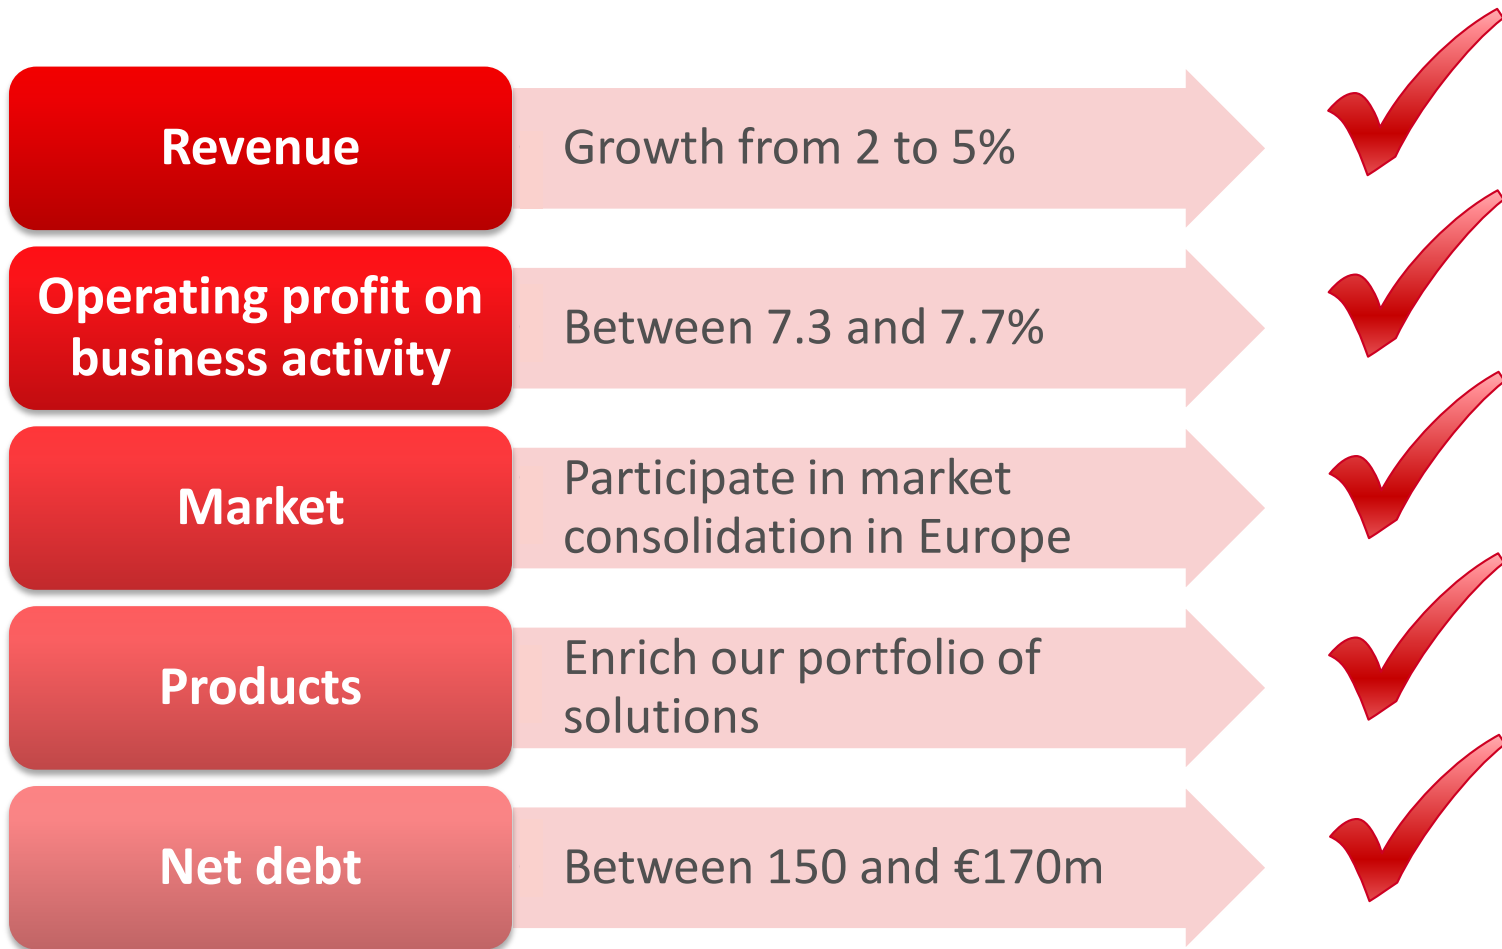 Revenue
Growth from 2 to 5%
Operating profit on
business activity
Between 7.3 and 7.7%
Market
Participate in market
consolidation in Europe
Products
Enrich our portfolio of
solutions
Net debt
Between 150 and €170m